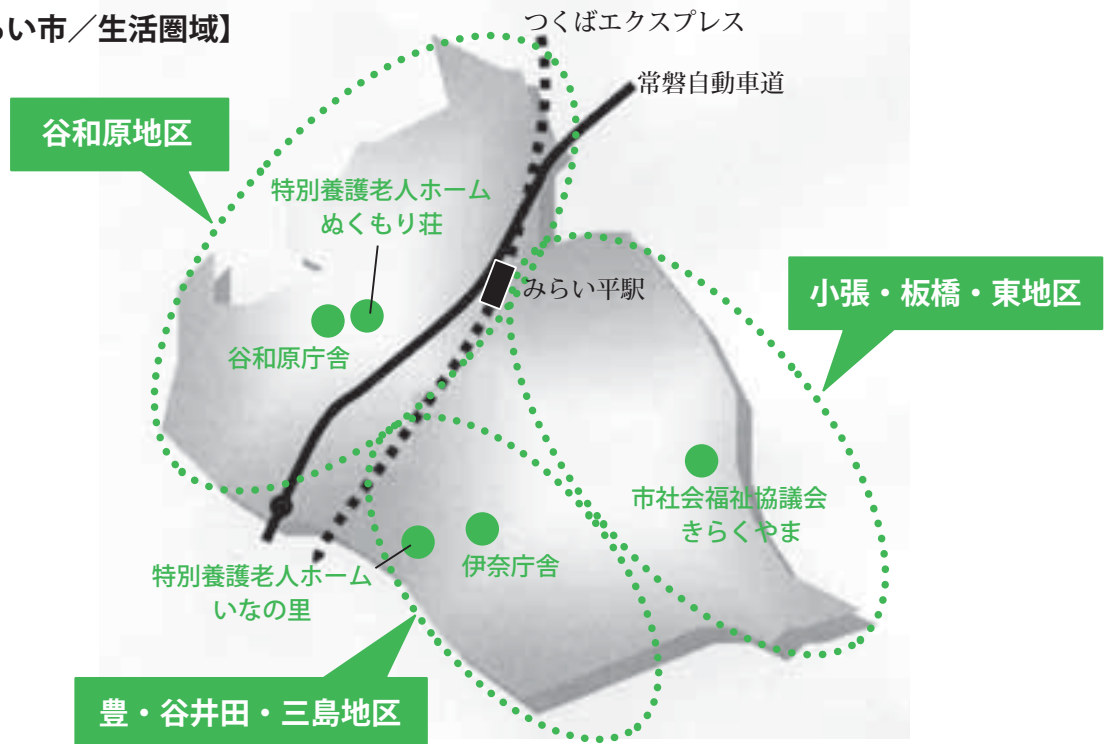 らい市／生活圏域】
つくばエクスプレス
常磐自動車道
谷和原地区
特別養護老人ホーム
ぬくもり荘
みらい平駅
小張・板橋・東地区
谷和原庁舎
市社会福祉協議会
きらくやま
伊奈庁舎
特別養護老人ホーム
いなの里
豊・谷井田・三島地区